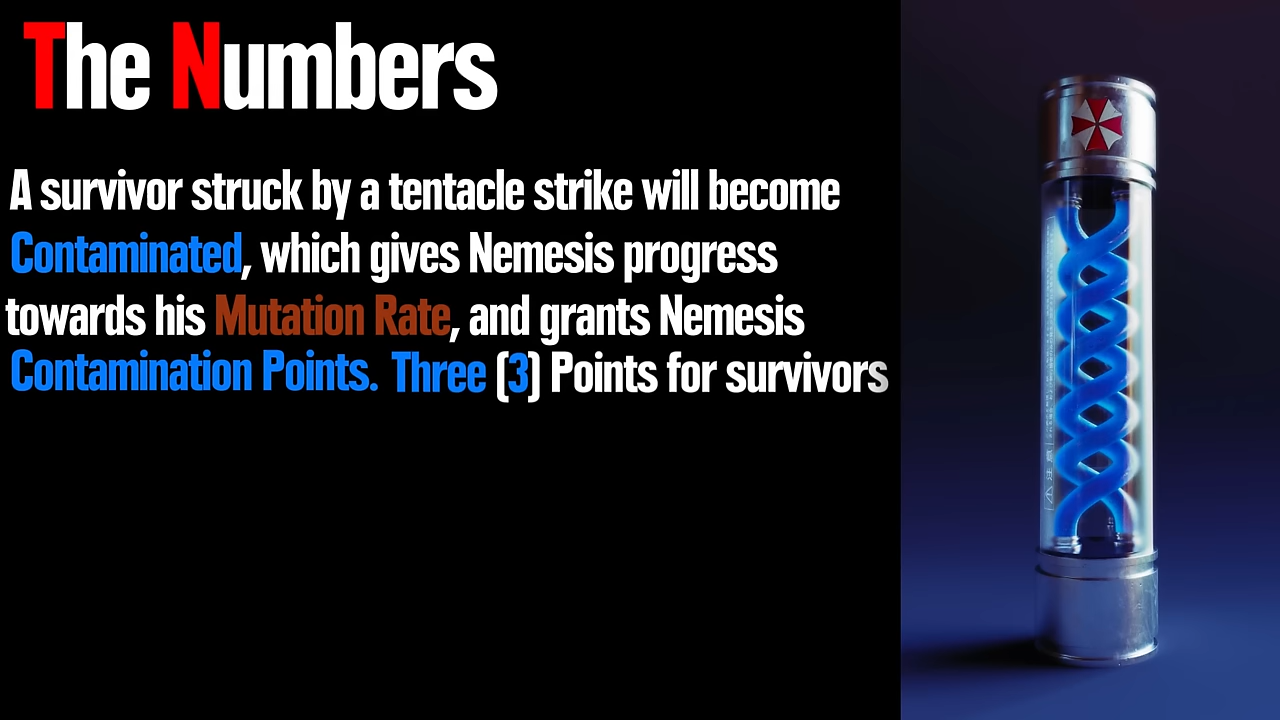 The Numbers
A survivor struck by a tentacle strike will become
Contaminated, which gives Nemesis progress
towards his Mutation Rate, and grants Nemesis
Contamination Points. Three (3) Points for survivors